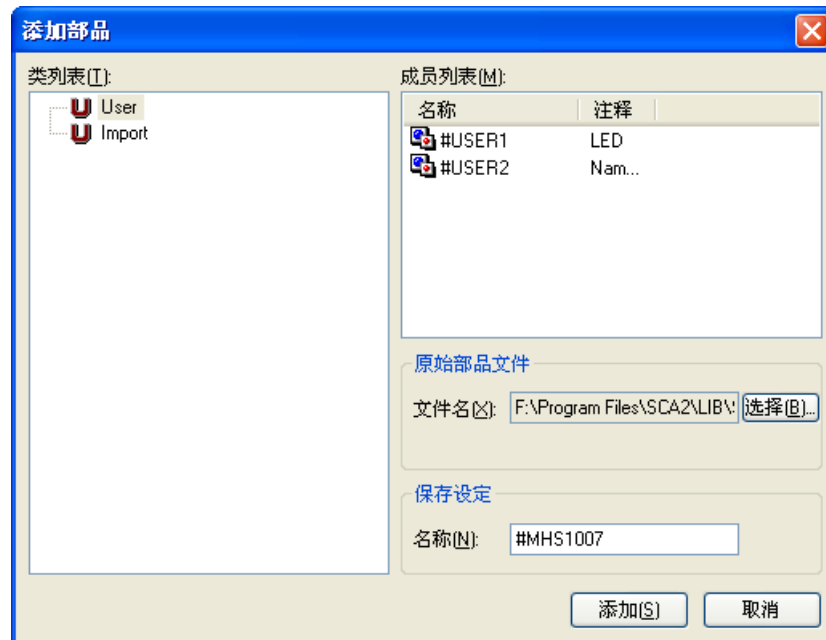 添加部品
类列表(T):
User
Import
成员列表(M):
名称 注释
#USER1 LED
#USER2 Nam...
原始部品文件
文件名(X): F:\Program Files\SCA2\LIB\ 选择(B)...
保存设定
名称(N): #MHS1007
添加(S) 取消